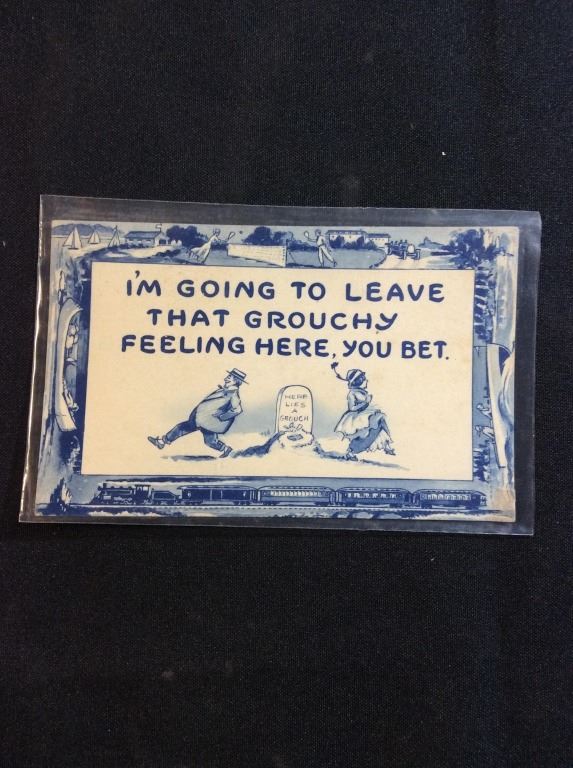 I'M GOING TO LEAVE
THAT GROUCHY
FEELING HERE, YOU BET.
HERE
LIES
A
GROUCH